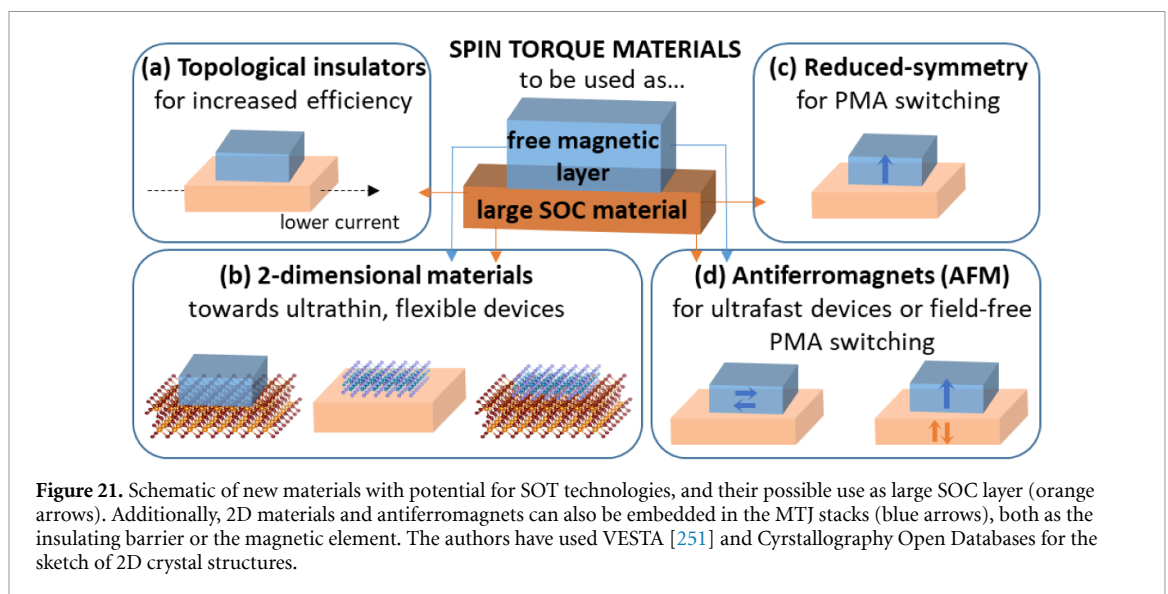 SPIN TORQUE MATERIALS
to be used as...
free magnetic
layer
large SOC material
(a) Topological insulators
for increased efficiency
lower current
(c) Reduced-symmetry
for PMA switching
(b) 2-dimensional materials
towards ultrathin, flexible devices
(d) Antiferromagnets (AFM)
for ultrafast devices or field-free
PMA switching
Figure 21. Schematic of new materials with potential for SOT technologies, and their possible use as large SOC layer (orange
arrows). Additionally, 2D materials and antiferromagnets can also be embedded in the MTJ stacks (blue arrows), both as the
insulating barrier or the magnetic element. The authors have used VESTA [251] and Cyrstallography Open Databases for the
sketch of 2D crystal structures.